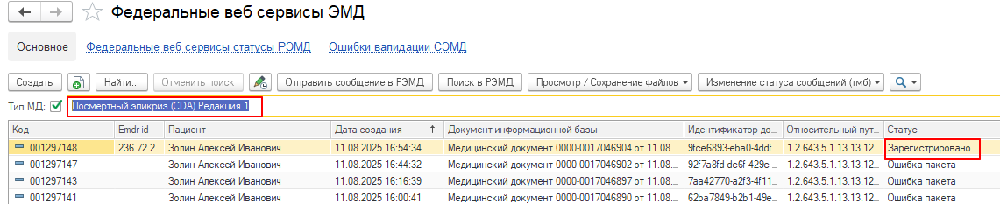 Федеральные веб сервисы ЭМД
Основное Федеральные веб сервисы статусы РЭМД Ошибки валидации СЭМД
Создать Найти... Отменить поиск Отправить сообщение в РЭМД Поиск в РЭМД Просмотр / Сохранение файлов Изменение статуса сообщений (тмб)
Тип МД: Посмертный эпикриз (CDA) Редакция 1
Код Emdr id Пациент Дата создания ↑ Документ информационной базы Идентификатор до... Относительный пут... Статус
001297148 236.72.2... Золин Алексей Иванович 11.08.2025 16:54:34 Медицинский документ 0000-0017046904 от 11.08.... 9fce6893-eba0-4ddf... 1.2.643.5.1.13.13.12... Зарегистрировано
001297147 Золин Алексей Иванович 11.08.2025 16:44:32 Медицинский документ 0000-0017046902 от 11.08.... 92f7a8fd-dc6f-429c-... 1.2.643.5.1.13.13.12... Ошибка пакета
001297143 Золин Алексей Иванович 11.08.2025 16:16:39 Медицинский документ 0000-0017046897 от 11.08.... 7aa42770-a2f3-4f11... 1.2.643.5.1.13.13.12... Ошибка пакета
001297141 Золин Алексей Иванович 11.08.2025 16:00:41 Медицинский документ 0000-0017046890 от 11.08.... 62ba7849-b2b1-49e... 1.2.643.5.1.13.13.12... Ошибка пакета